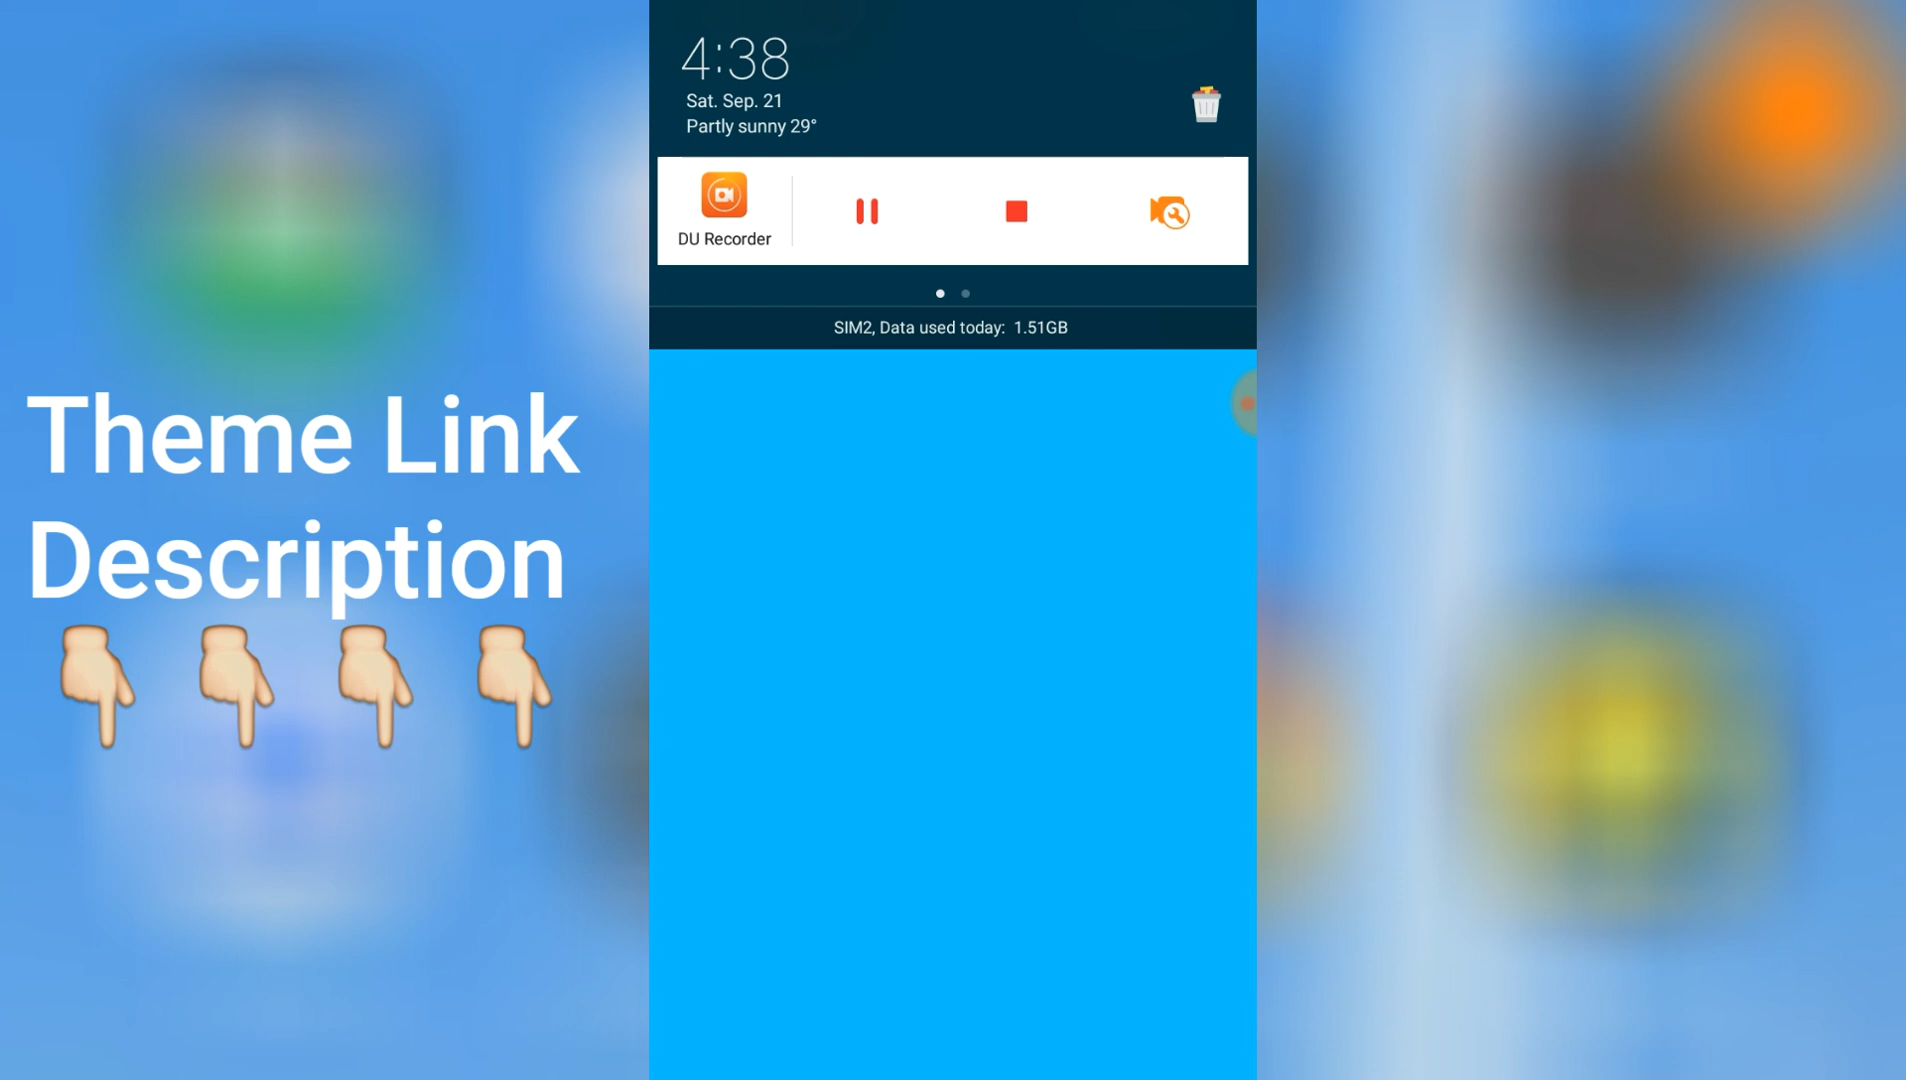 4:38
Sat. Sep. 21
Partly sunny 29°
DU Recorder
SIM2, Data used today: 1.51GB
Theme Link
Description
👇 👇 👇 👇